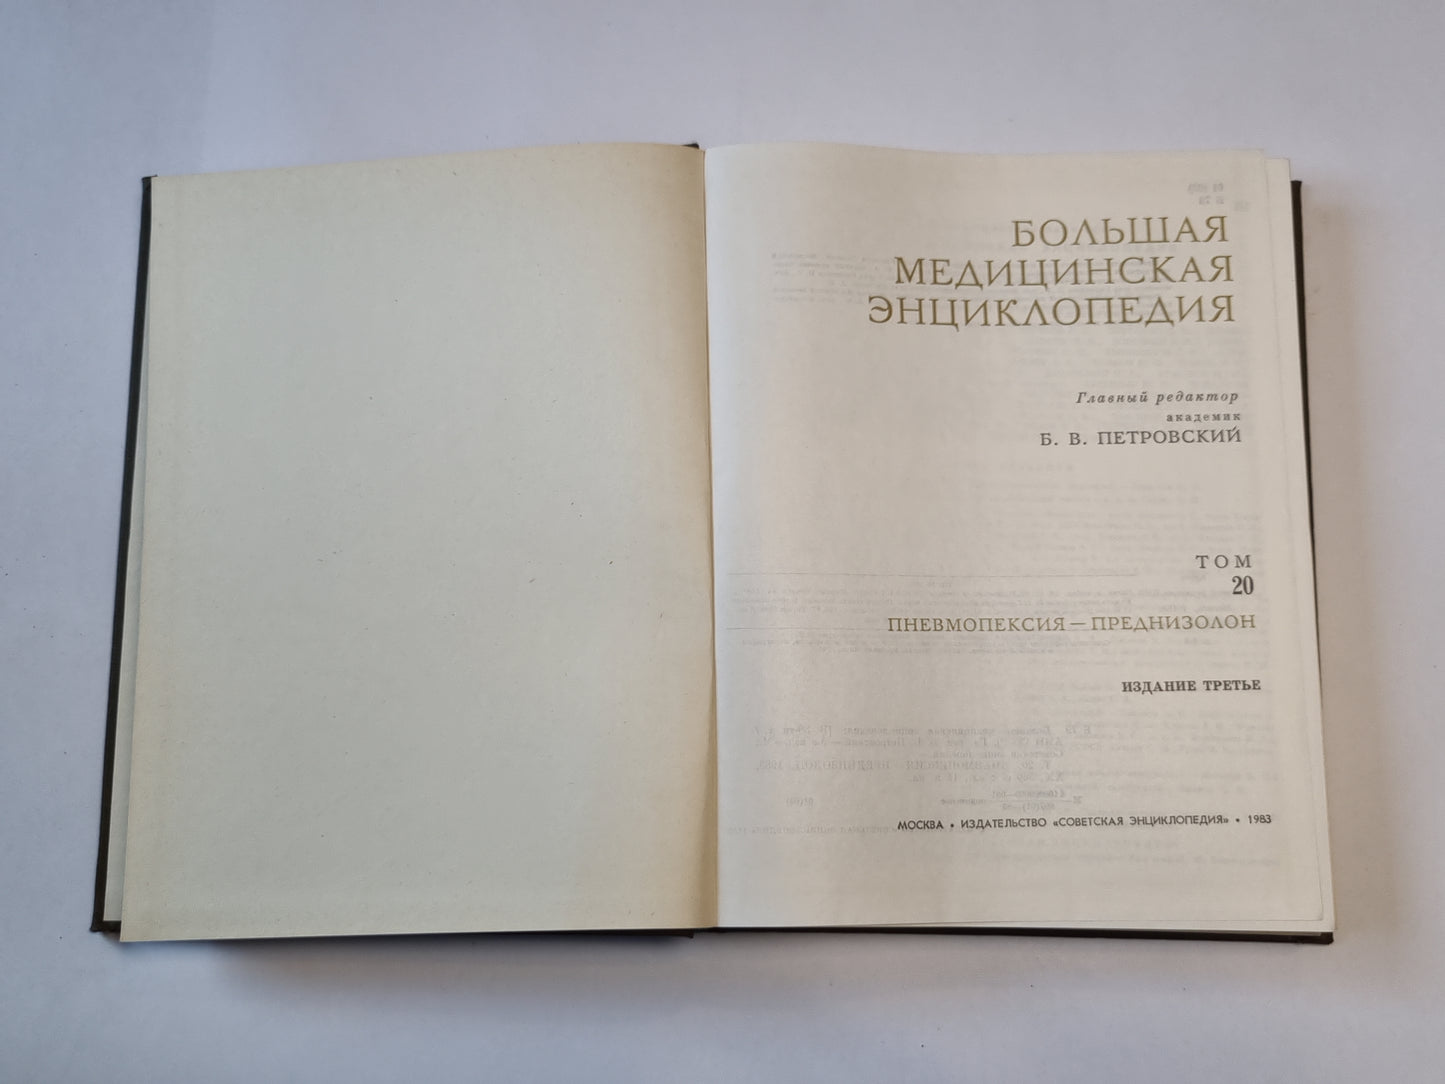 БОЛЬШАЯ
МЕДИЦИНСКАЯ
ЭНЦИКЛОПЕДИЯ
Главный редактор
академик
Б. В. ПЕТРОВСКИЙ
ТОМ
20
ПНЕВМОПЕКСИЯ — ПРЕДНИЗОЛОН
ИЗДАНИЕ ТРЕТЬЕ
МОСКВА • ИЗДАТЕЛЬСТВО «СОВЕТСКАЯ ЭНЦИКЛОПЕДИЯ» • 1983